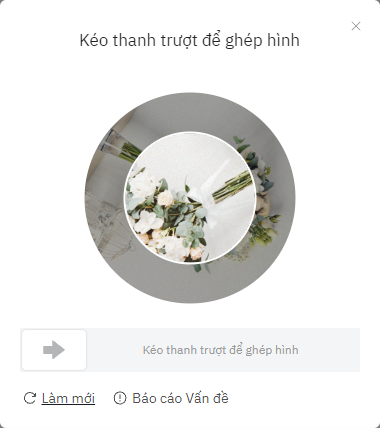 Kéo thanh trượt để ghép hình
Kéo thanh trượt để ghép hình
Làm mới
Báo cáo Vấn đề